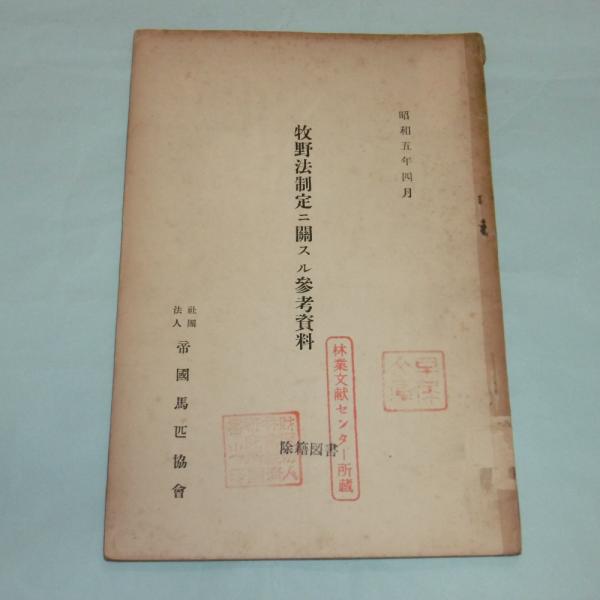 昭和五年四月
牧野法制定ニ關スル參考資料
社團法人 帝國馬匹協會
林業文献センター所蔵
除籍図書